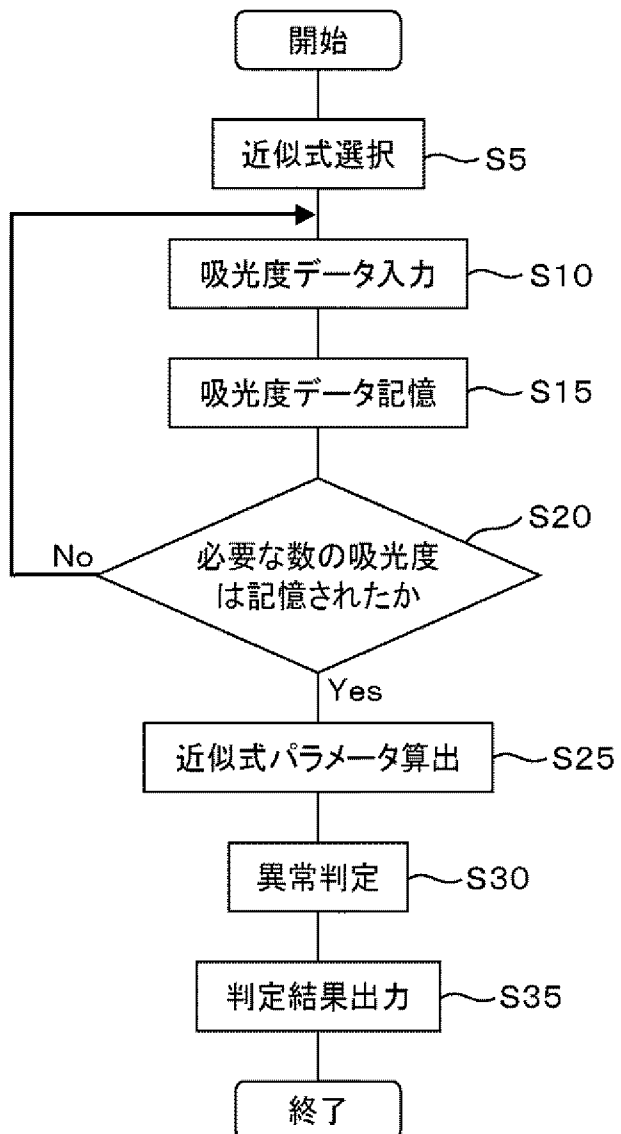 開始
近似式選択 S5
吸光度データ入力 S10
吸光度データ記憶 S15
S20
必要な数の吸光度
は記憶されたか
No
Yes
近似式パラメータ算出 S25
異常判定 S30
判定結果出力 S35
終了